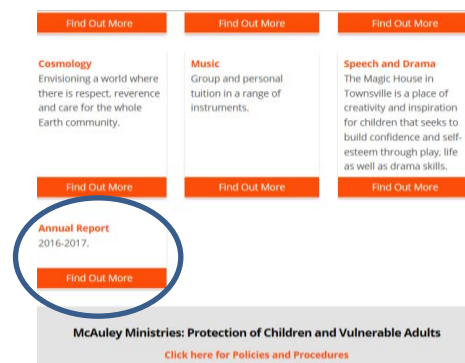 Find Out More
Find Out More
Find Out More
Cosmology
Envisioning a world where
there is respect, reverence
and care for the whole
Earth community.
Find Out More
Music
Group and personal
tuition in a range of
instruments.
Find Out More
Speech and Drama
The Magic House in
Townsville is a place of
creativity and inspiration
for children that seeks to
build confidence and self-
esteem through play, life
as well as drama skills.
Find Out More
Annual Report
2016-2017.
Find Out More
McAuley Ministries: Protection of Children and Vulnerable Adults
Click here for Policies and Procedures